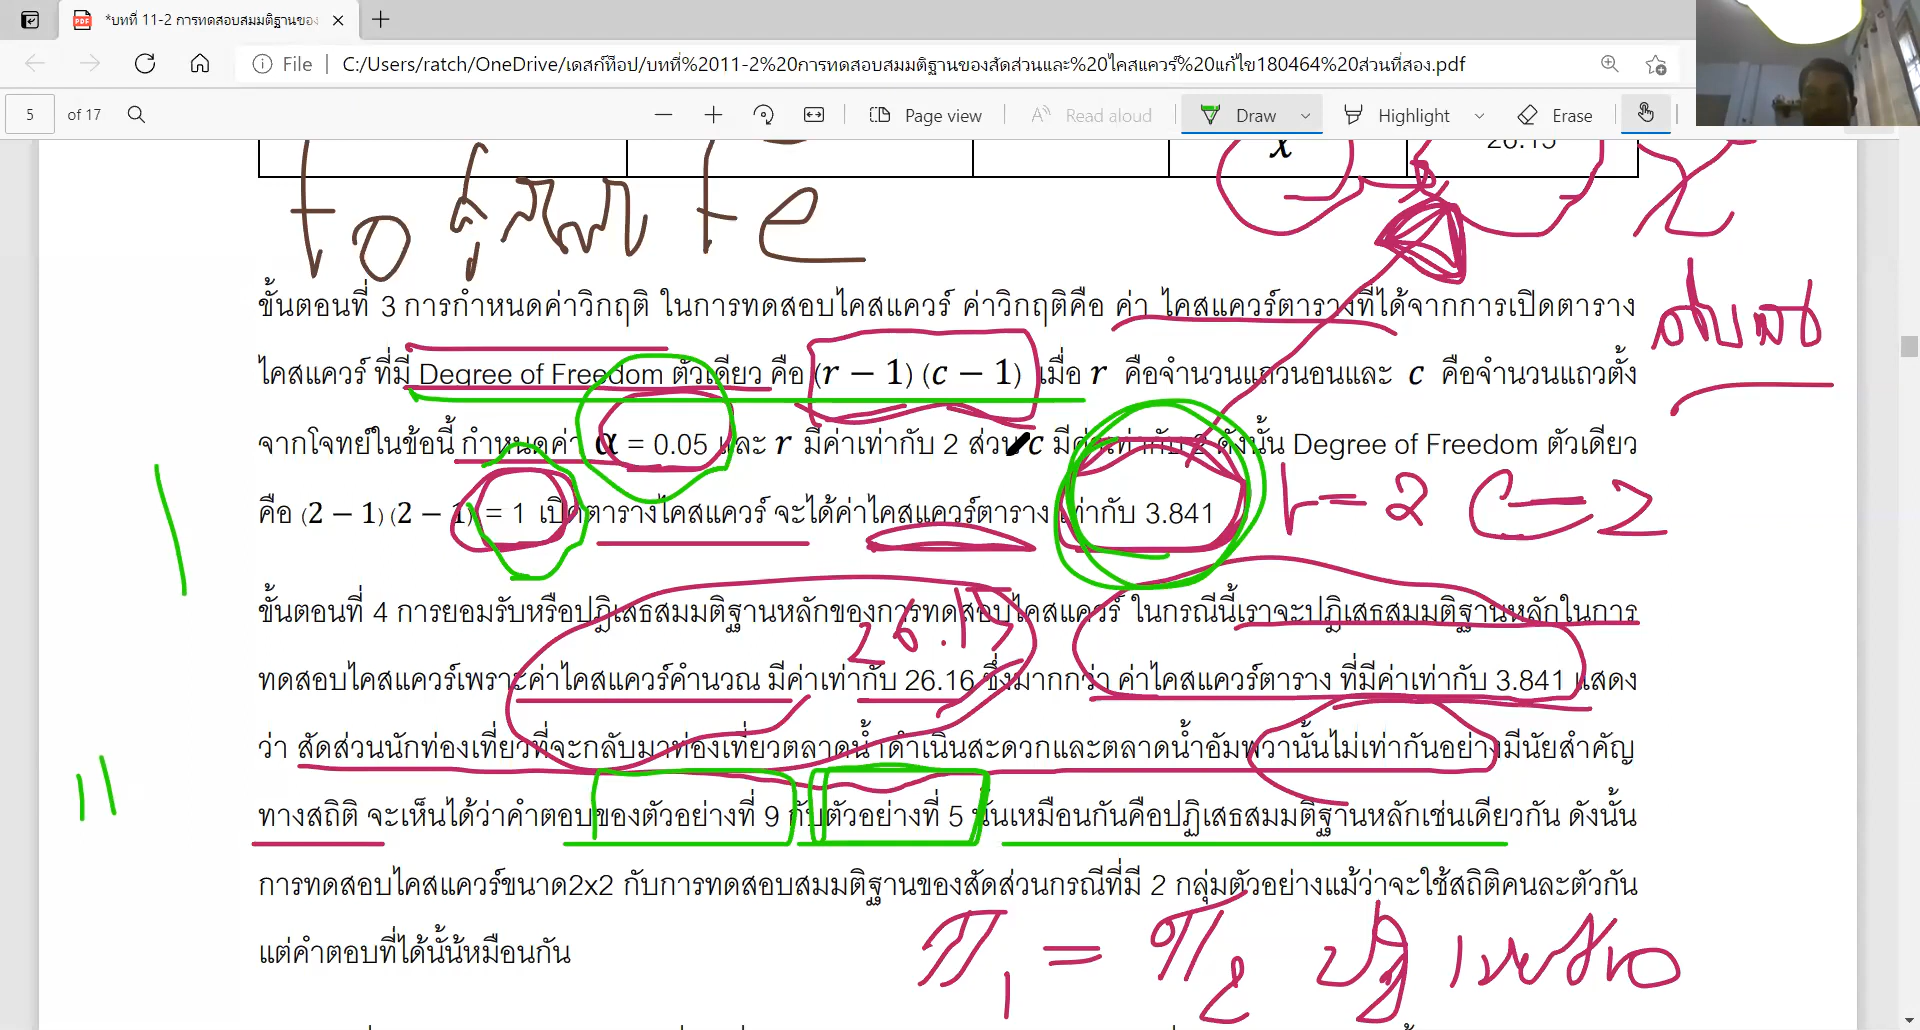 *บทที่ 11-2 การทดสอบสมมติฐานของ
File
C:/Users/ratch/OneDrive/เดสก์ท็อป/บทที่%2011-2%20การทดสอบสมมติฐานของสัดส่วนและ%20ไคสแควร์%20แก้ไข180464%20ส่วนที่สอง.pdf
5 of 17
Page view
Read aloud
Draw
Highlight
Erase
fo fe
ขั้นตอนที่ 3 การกำหนดค่าวิกฤติ ในการทดสอบไคสแควร์ ค่าวิกฤติคือ ค่า ไคสแควร์ตารางที่ได้จากการเปิดตาราง
ไคสแควร์ ที่มี Degree of Freedom ตัวเดียว คือ (r − 1) (c − 1) เมื่อ r คือจำนวนแถวนอนและ c คือจำนวนแถวตั้ง
จากโจทย์ในข้อนี้ กำหนดค่า α = 0.05 และ r มีค่าเท่ากับ 2 ส่วน c มีค่าเท่ากับ 2 ดังนั้น Degree of Freedom ตัวเดียว
คือ (2 − 1) (2 − 1) = 1 เปิดตารางไคสแควร์ จะได้ค่าไคสแควร์ตาราง เท่ากับ 3.841
r = 2 c = 2
ขั้นตอนที่ 4 การยอมรับหรือปฏิเสธสมมติฐานหลักของการทดสอบไคสแควร์ ในกรณีนี้เราจะปฏิเสธสมมติฐานหลักในการ
26.15
ทดสอบไคสแควร์เพราะค่าไคสแควร์คำนวณ มีค่าเท่ากับ 26.16 ซึ่งมากกว่า ค่าไคสแควร์ตาราง ที่มีค่าเท่ากับ 3.841 แสดง
ว่า สัดส่วนนักท่องเที่ยวที่จะกลับมาท่องเที่ยวตลาดน้ำดำเนินสะดวกและตลาดน้ำอัมพวานั้นไม่เท่ากันอย่างมีนัยสำคัญ
ทางสถิติ จะเห็นได้ว่าคำตอบของตัวอย่างที่ 9 กับตัวอย่างที่ 5 นั้นเหมือนกันคือปฏิเสธสมมติฐานหลักเช่นเดียวกัน ดังนั้น
การทดสอบไคสแควร์ขนาด2x2 กับการทดสอบสมมติฐานของสัดส่วนกรณีที่มี 2 กลุ่มตัวอย่างแม้ว่าจะใช้สถิติคนละตัวกัน
แต่คำตอบที่ได้นั้นั้หมือนกัน
π1 = π2